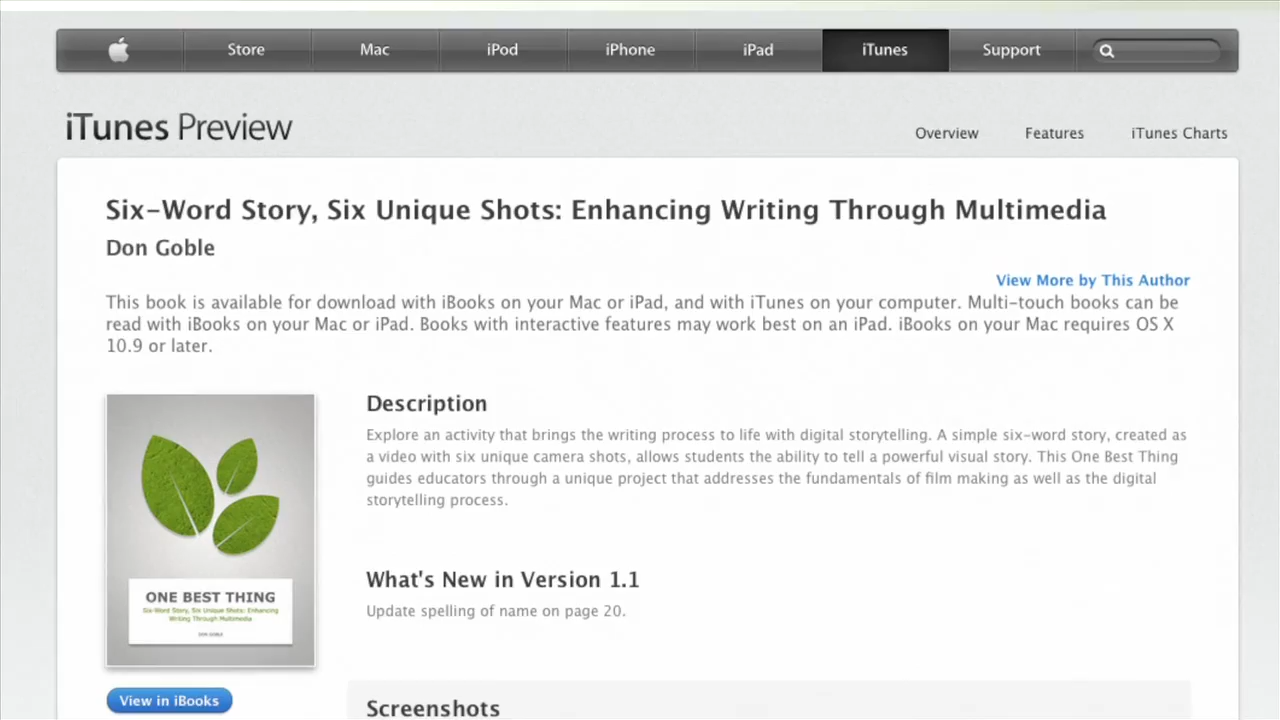 Store Mac iPod iPhone iPad iTunes Support
iTunes Preview
Overview Features iTunes Charts
Six-Word Story, Six Unique Shots: Enhancing Writing Through Multimedia
Don Goble
View More by This Author
This book is available for download with iBooks on your Mac or iPad, and with iTunes on your computer. Multi-touch books can be
read with iBooks on your Mac or iPad. Books with interactive features may work best on an iPad. iBooks on your Mac requires OS X
10.9 or later.
Description
Explore an activity that brings the writing process to life with digital storytelling. A simple six-word story, created as
a video with six unique camera shots, allows students the ability to tell a powerful visual story. This One Best Thing
guides educators through a unique project that addresses the fundamentals of film making as well as the digital
storytelling process.
ONE BEST THING
Six-Word Story, Six Unique Shots: Enhancing
Writing Through Multimedia
DON GOBLE
What's New in Version 1.1
Update spelling of name on page 20.
View in iBooks
Screenshots